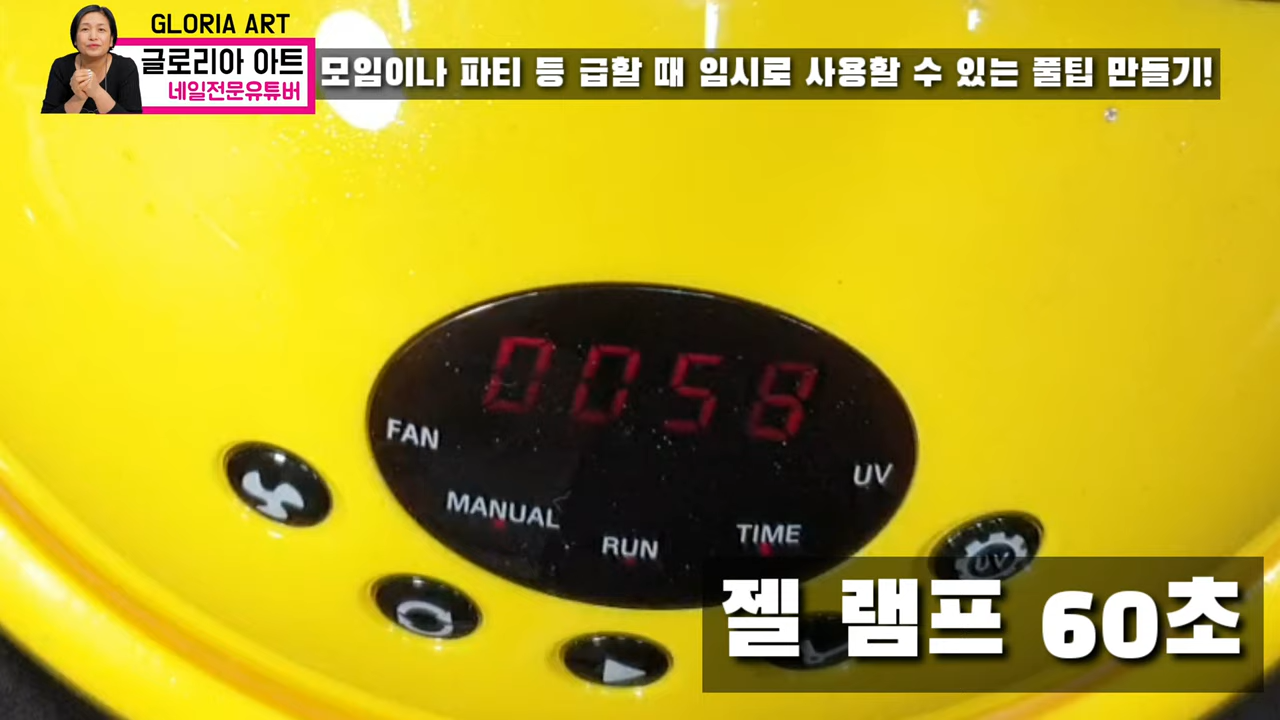 GLORIA ART
글로리아 아트
네일전문유튜버
모임이나 파티 등 급할 때 임시로 사용할 수 있는 풀팁 만들기!
0058
FAN
UV
MANUAL
RUN
TIME
UV
젤 램프 60초